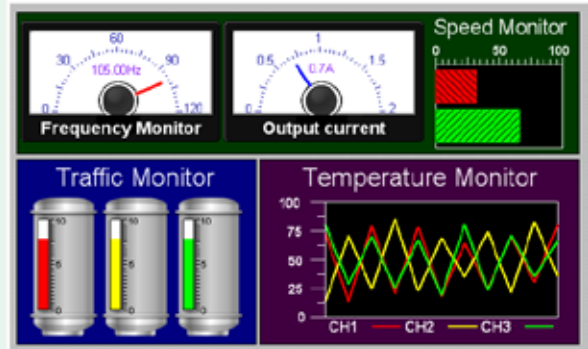 60
30
90
105.00Hz
0
120
Frequency Monitor
1
0.5
1.5
0.7A
0
2
Output current
Speed Monitor
0 50 100
Traffic Monitor
10
5
0
10
5
0
10
5
0
Temperature Monitor
100
75
50
25
0
CH1 CH2 CH3